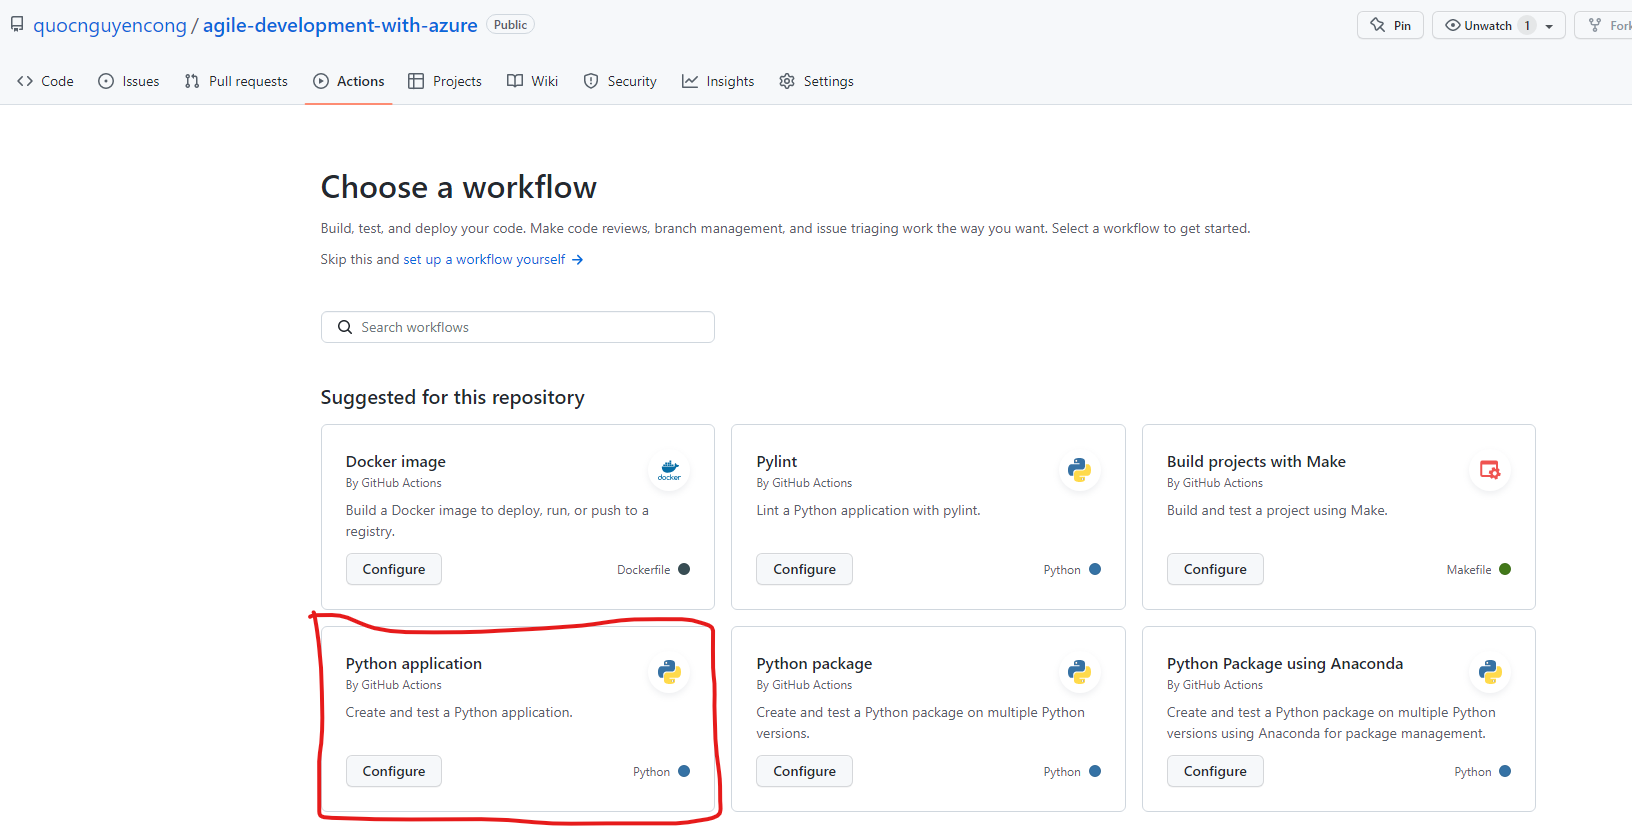 quocnguyencong / agile-development-with-azure Public
Pin Unwatch 1 Fork
Code Issues Pull requests Actions Projects Wiki Security Insights Settings
Choose a workflow
Build, test, and deploy your code. Make code reviews, branch management, and issue triaging work the way you want. Select a workflow to get started.
Skip this and set up a workflow yourself →
Search workflows
Suggested for this repository
Docker image
By GitHub Actions
Build a Docker image to deploy, run, or push to a
registry.
Configure
Dockerfile
docker
Pylint
By GitHub Actions
Lint a Python application with pylint.
Configure
Python
Build projects with Make
By GitHub Actions
Build and test a project using Make.
Configure
Makefile
Python application
By GitHub Actions
Create and test a Python application.
Configure
Python
Python package
By GitHub Actions
Create and test a Python package on multiple Python
versions.
Configure
Python
Python Package using Anaconda
By GitHub Actions
Create and test a Python package on multiple Python
versions using Anaconda for package management.
Configure
Python